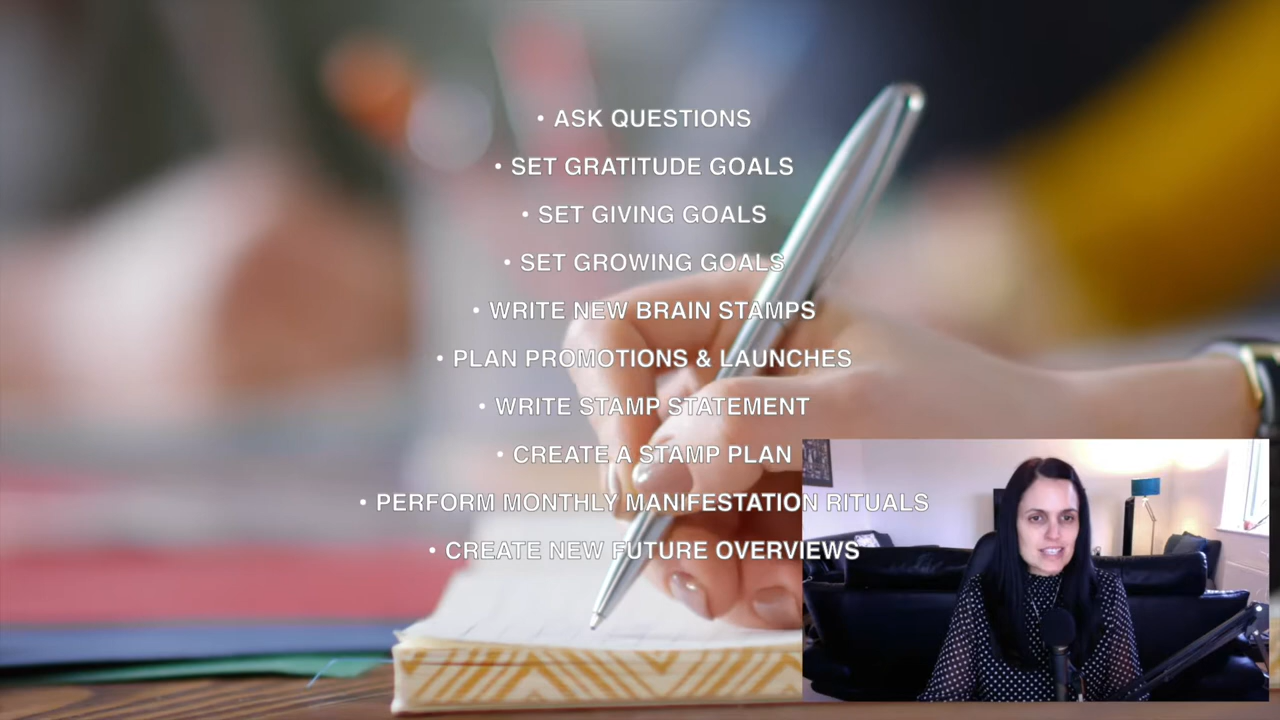 • ASK QUESTIONS
• SET GRATITUDE GOALS
• SET GIVING GOALS
• SET GROWING GOALS
• WRITE NEW BRAIN STAMPS
• PLAN PROMOTIONS & LAUNCHES
• WRITE STAMP STATEMENT
• CREATE A STAMP PLAN
• PERFORM MONTHLY MANIFESTATION RITUALS
• CREATE NEW FUTURE OVERVIEWS